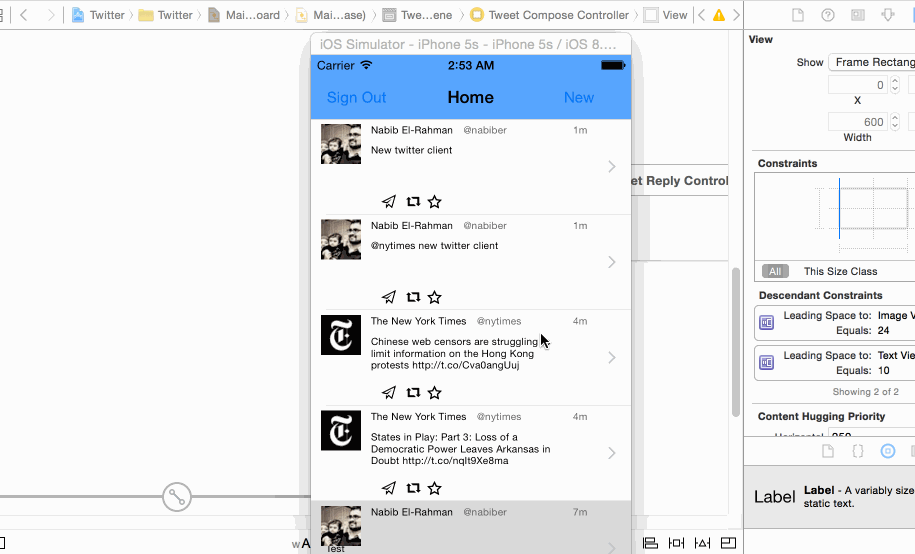 Twitter
Twitter
Mai...oard
Mai...ase)
Twe...ene
Tweet Compose Controller
View
iOS Simulator - iPhone 5s - iPhone 5s / iOS 8....
Carrier
2:53 AM
Sign Out
Home
New
Nabib El-Rahman @nabiber 1m
New twitter client
Nabib El-Rahman @nabiber 1m
@nytimes new twitter client
The New York Times @nytimes 4m
Chinese web censors are struggling
limit information on the Hong Kong
protests http://t.co/Cva0angUuj
The New York Times @nytimes 4m
States in Play: Part 3: Loss of a
Democratic Power Leaves Arkansas in
Doubt http://t.co/nqIt9Xe8ma
Nabib El-Rahman @nabiber 7m
Test
et Reply Control
wA
View
Show Frame Rectang
0
X
600
Width
Constraints
All This Size Class
Descendant Constraints
Leading Space to: Image V
Equals: 24
Leading Space to: Text Vie
Equals: 10
Showing 2 of 2
Content Hugging Priority
Label
Label - A variably size
static text.